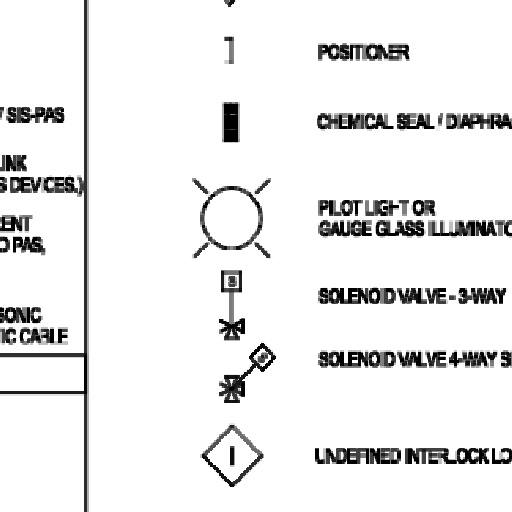 / SIS-PAS
LINK
S DEVICES.)
RENT
O PAS,
SONIC
IC CABLE
POSITIONER
CHEMICAL SEAL / DIAPHRA
PILOT LIGHT OR
GAUGE GLASS ILLUMINATO
S
SOLENOID VALVE - 3-WAY
SOLENOID VALVE 4-WAY S
I
UNDEFINED INTERLOCK LO